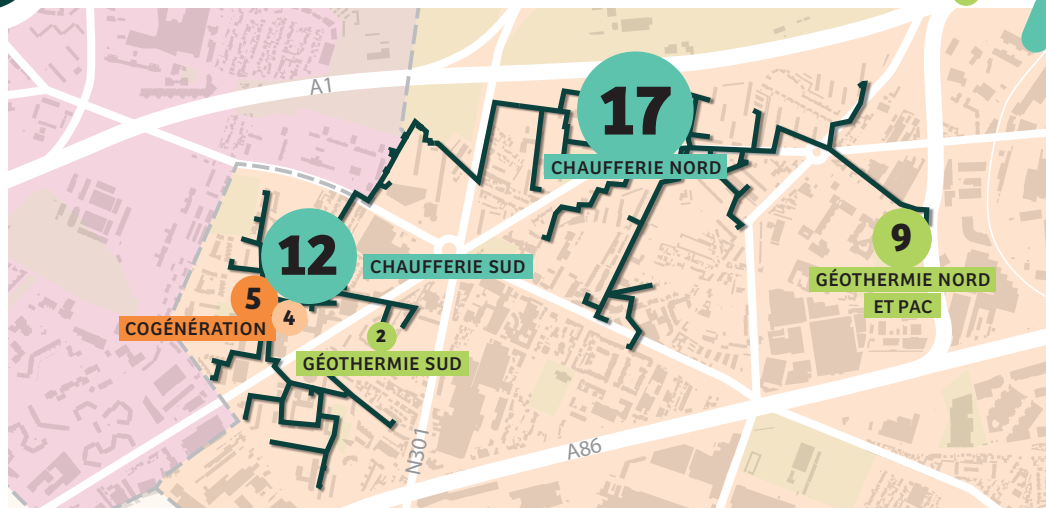 A1
17
CHAUFFERIE NORD
12
CHAUFFERIE SUD
9
GÉOTHERMIE NORD
ET PAC
5
4
COGÉNÉRATION
2
GÉOTHERMIE SUD
N301
A86